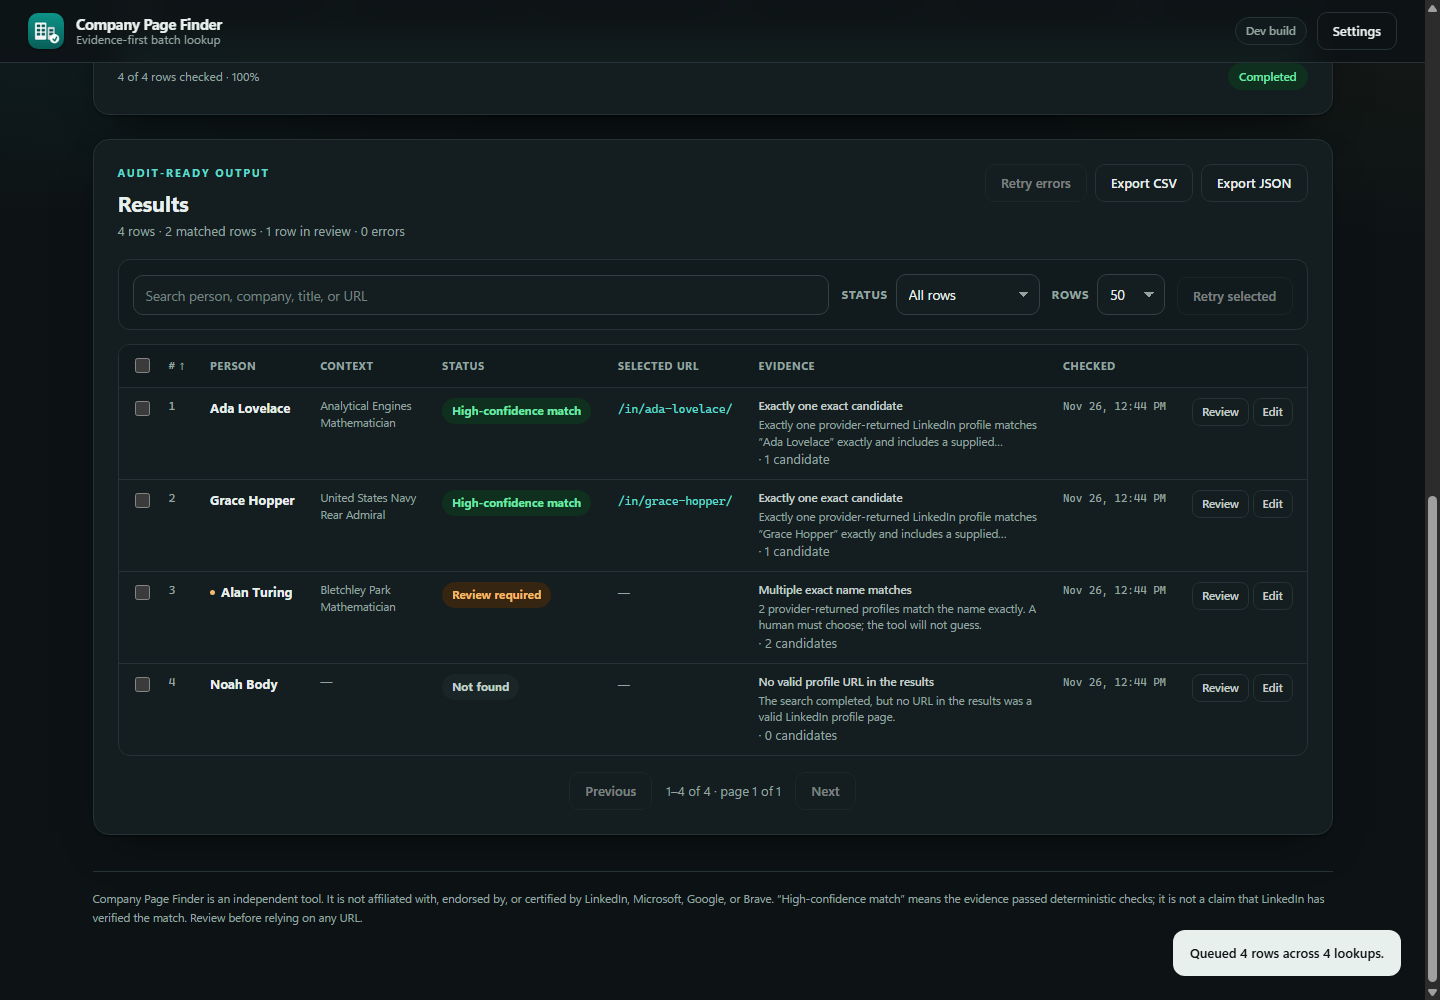 Company Page Finder
Evidence-first batch lookup
Dev build
Settings
4 of 4 rows checked · 100%
Completed
AUDIT-READY OUTPUT
Results
4 rows · 2 matched rows · 1 row in review · 0 errors
Retry errors
Export CSV
Export JSON
Search person, company, title, or URL
STATUS
All rows
ROWS
50
Retry selected
# ↑ PERSON CONTEXT STATUS SELECTED URL EVIDENCE CHECKED
1
Ada Lovelace
Analytical Engines
Mathematician
High-confidence match
/in/ada-lovelace/
Exactly one exact candidate
Exactly one provider-returned LinkedIn profile matches
“Ada Lovelace” exactly and includes a supplied…
· 1 candidate
Nov 26, 12:44 PM
Review
Edit
2
Grace Hopper
United States Navy
Rear Admiral
High-confidence match
/in/grace-hopper/
Exactly one exact candidate
Exactly one provider-returned LinkedIn profile matches
“Grace Hopper” exactly and includes a supplied…
· 1 candidate
Nov 26, 12:44 PM
Review
Edit
3
• Alan Turing
Bletchley Park
Mathematician
Review required
—
Multiple exact name matches
2 provider-returned profiles match the name exactly. A
human must choose; the tool will not guess.
· 2 candidates
Nov 26, 12:44 PM
Review
Edit
4
Noah Body
—
Not found
—
No valid profile URL in the results
The search completed, but no URL in the results was a
valid LinkedIn profile page.
· 0 candidates
Nov 26, 12:44 PM
Review
Edit
Previous
1–4 of 4 · page 1 of 1
Next
Company Page Finder is an independent tool. It is not affiliated with, endorsed by, or certified by LinkedIn, Microsoft, Google, or Brave. “High-confidence match” means the evidence passed deterministic checks; it is not a claim that LinkedIn has
verified the match. Review before relying on any URL.
Queued 4 rows across 4 lookups.